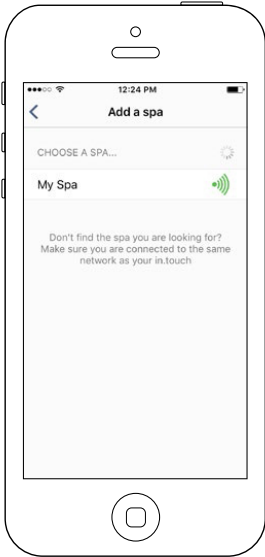 12:24 PM
Add a spa
CHOOSE A SPA...
My Spa
Don't find the spa you are looking for?
Make sure you are connected to the same
network as your in.touch